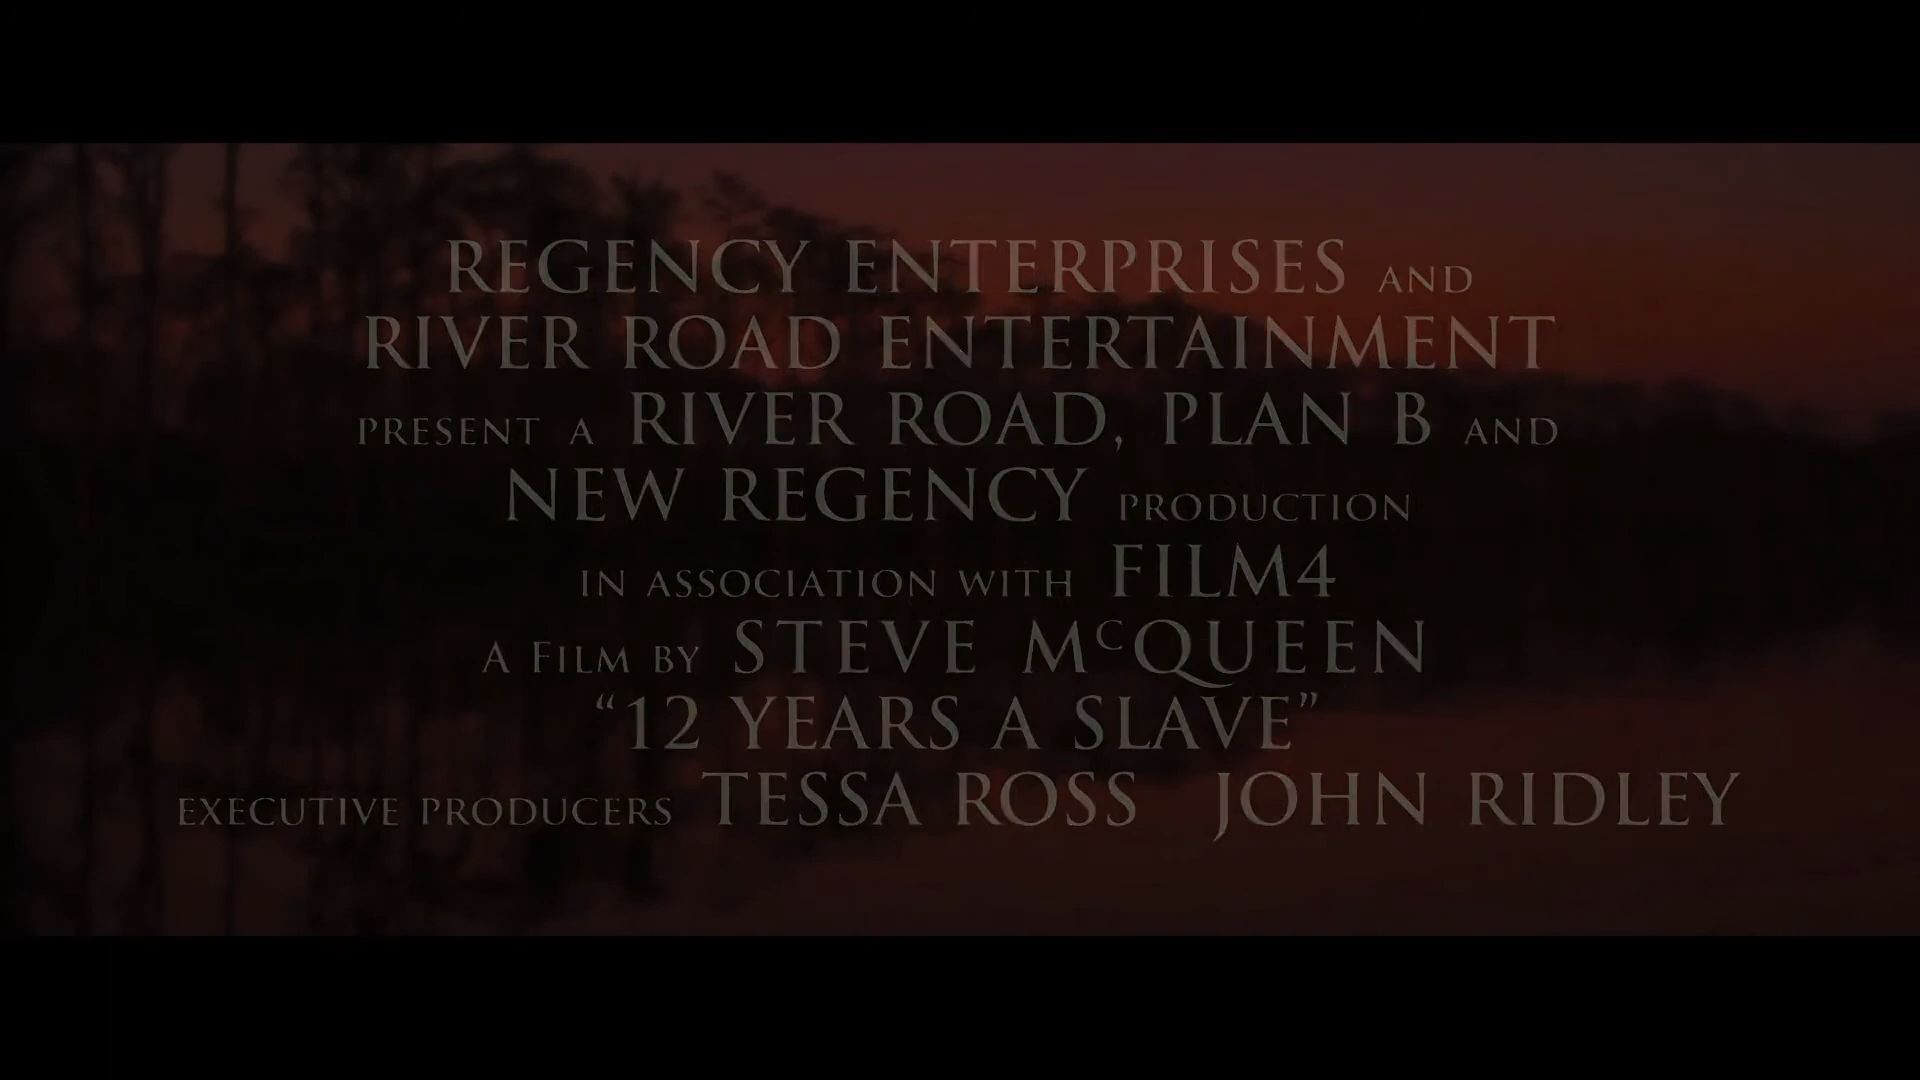 REGENCY ENTERPRISES AND
RIVER ROAD ENTERTAINMENT
PRESENT A RIVER ROAD, PLAN B AND
NEW REGENCY PRODUCTION
IN ASSOCIATION WITH FILM4
A FILM BY STEVE McQUEEN
“12 YEARS A SLAVE”
EXECUTIVE PRODUCERS TESSA ROSS JOHN RIDLEY